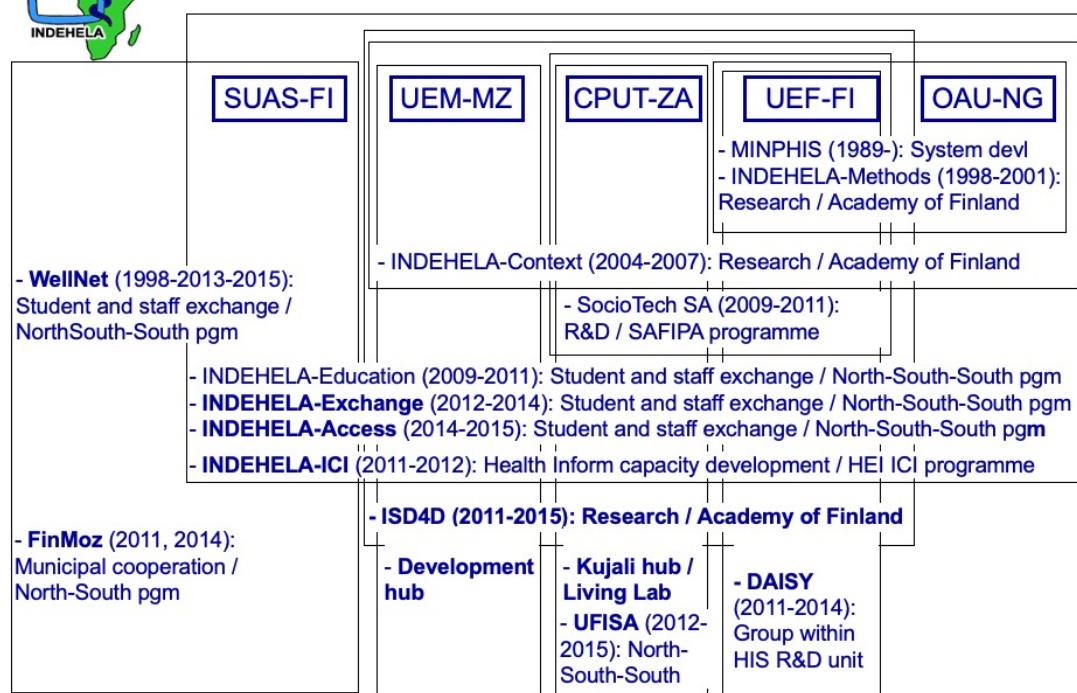 INDEHELA
SUAS-FI
UEM-MZ
CPUT-ZA
UEF-FI
OAU-NG
- MINPHIS (1989-): System devl
- INDEHELA-Methods (1998-2001):
Research / Academy of Finland
- INDEHELA-Context (2004-2007): Research / Academy of Finland
- WellNet (1998-2013-2015):
Student and staff exchange /
NorthSouth-South pgm
- SocioTech SA (2009-2011):
R&D / SAFIPA programme
- INDEHELA-Education (2009-2011): Student and staff exchange / North-South-South pgm
- INDEHELA-Exchange (2012-2014): Student and staff exchange / North-South-South pgm
- INDEHELA-Access (2014-2015): Student and staff exchange / North-South-South pgm
- INDEHELA-ICI (2011-2012): Health Inform capacity development / HEI ICI programme
- ISD4D (2011-2015): Research / Academy of Finland
- FinMoz (2011, 2014):
Municipal cooperation /
North-South pgm
- Development
hub
- Kujali hub /
Living Lab
- UFISA (2012-
2015): North-
South-South
- DAISY
(2011-2014):
Group within
HIS R&D unit